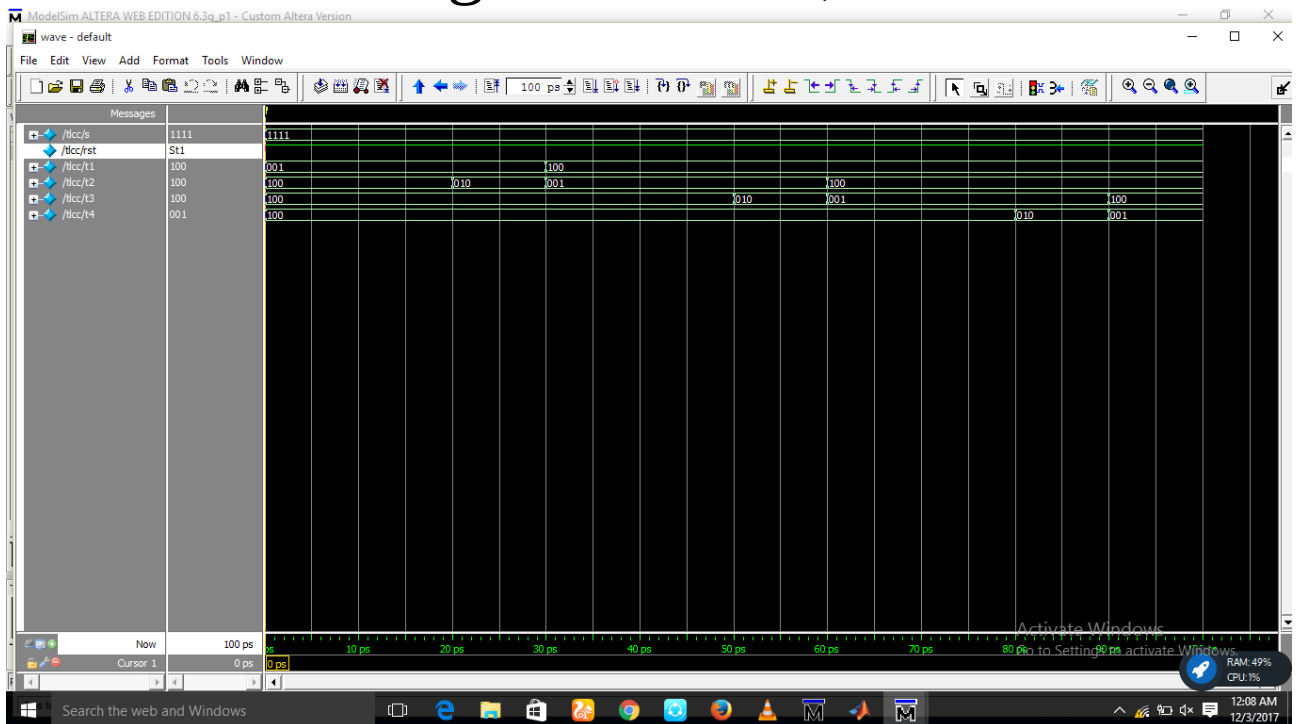 ModelSim ALTERA WEB EDITION 6.3g_p1 - Custom Altera Version
wave - default
File Edit View Add Format Tools Window
100 ps
Messages
/tlcc/s 1111 1111
/tlcc/rst St1
/tlcc/t1 100 001 100
/tlcc/t2 100 100 010 001 100
/tlcc/t3 100 100 010 001 100
/tlcc/t4 001 100 010 001
Activate Windows
Now 100 ps ps 10 ps 20 ps 30 ps 40 ps 50 ps 60 ps 70 ps 80 ps 90 ps
Go to Settings to activate Windows.
Cursor 1 0 ps 0 ps
RAM: 49%
CPU: 1%
Search the web and Windows
12:08 AM
12/3/2017